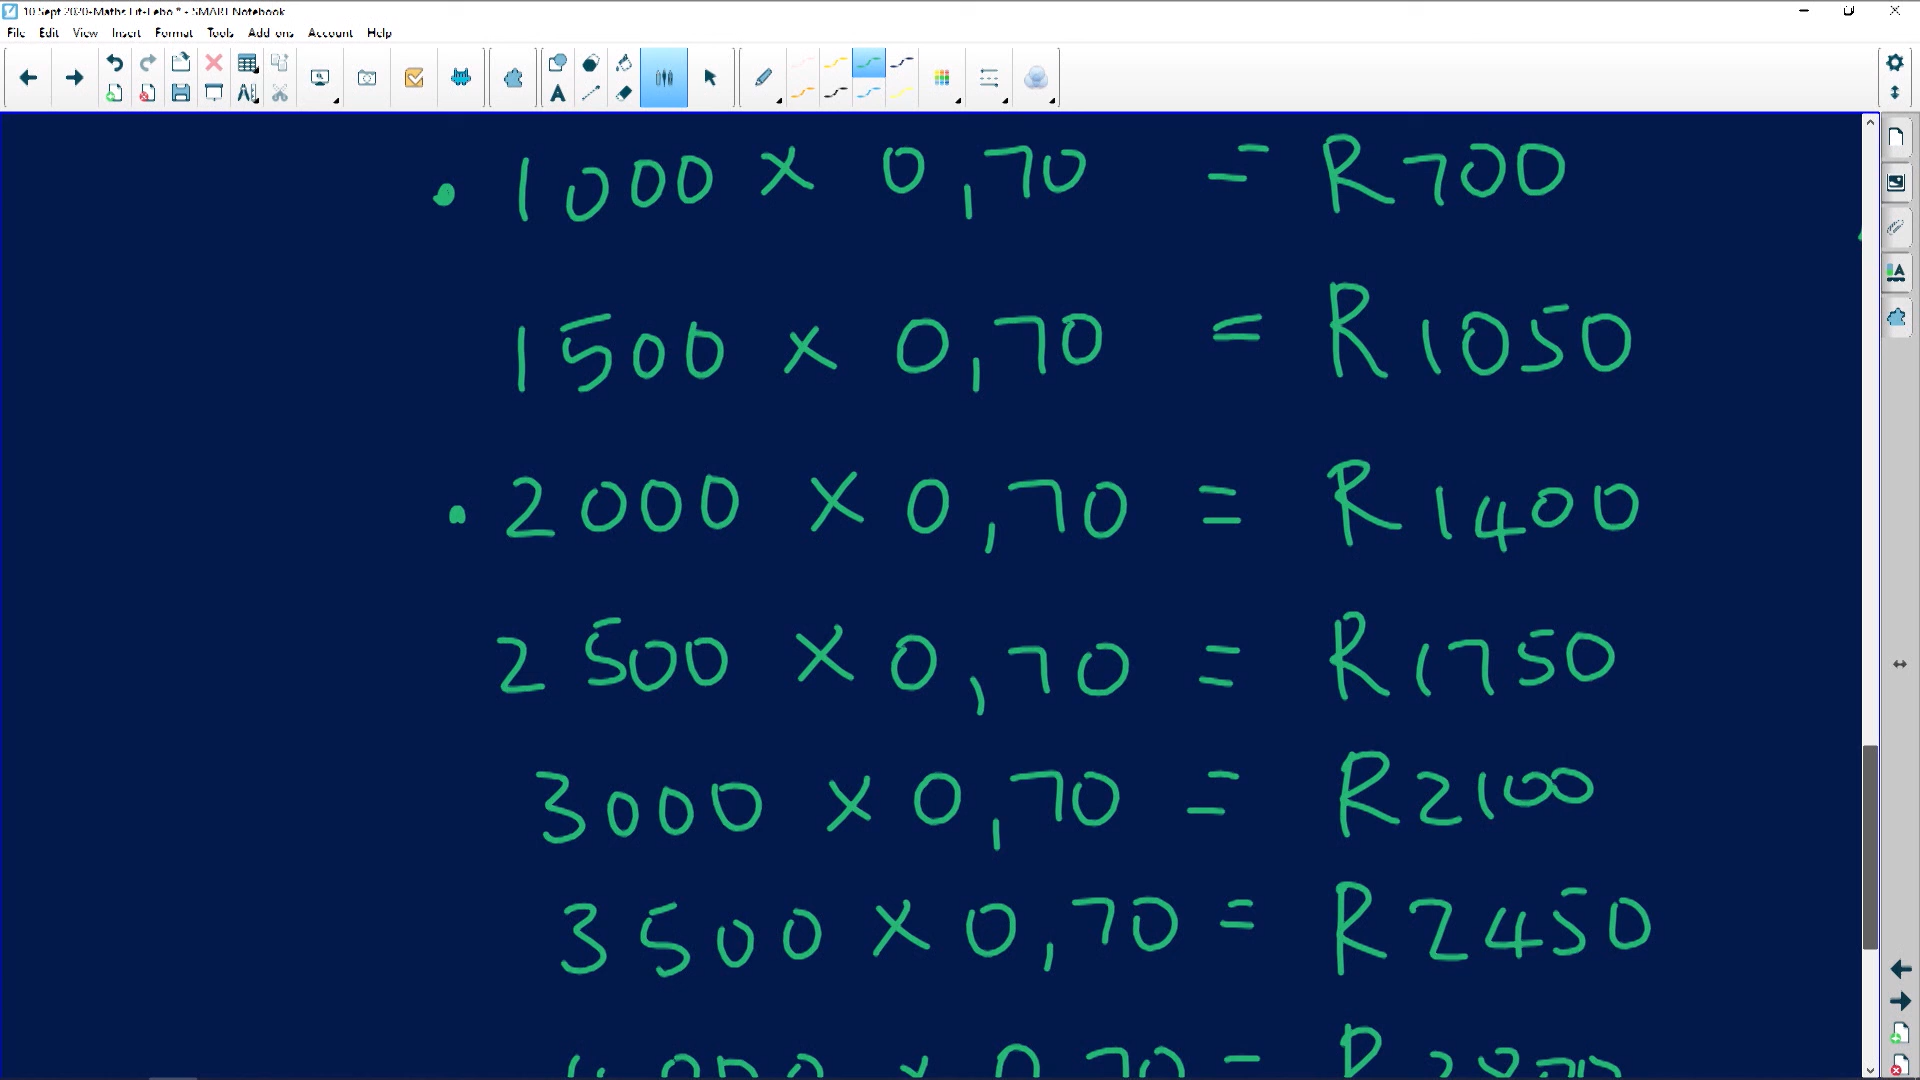 10 Sept 2020-Maths Lit-Lebo * - SMART Notebook
File Edit View Insert Format Tools Add-ons Account Help
. 1000 x 0,70 = R700
1500 x 0,70 = R1050
. 2000 x 0,70 = R1400
2500 x 0,70 = R1750
3000 x 0,70 = R2100
3500 x 0,70 = R2450